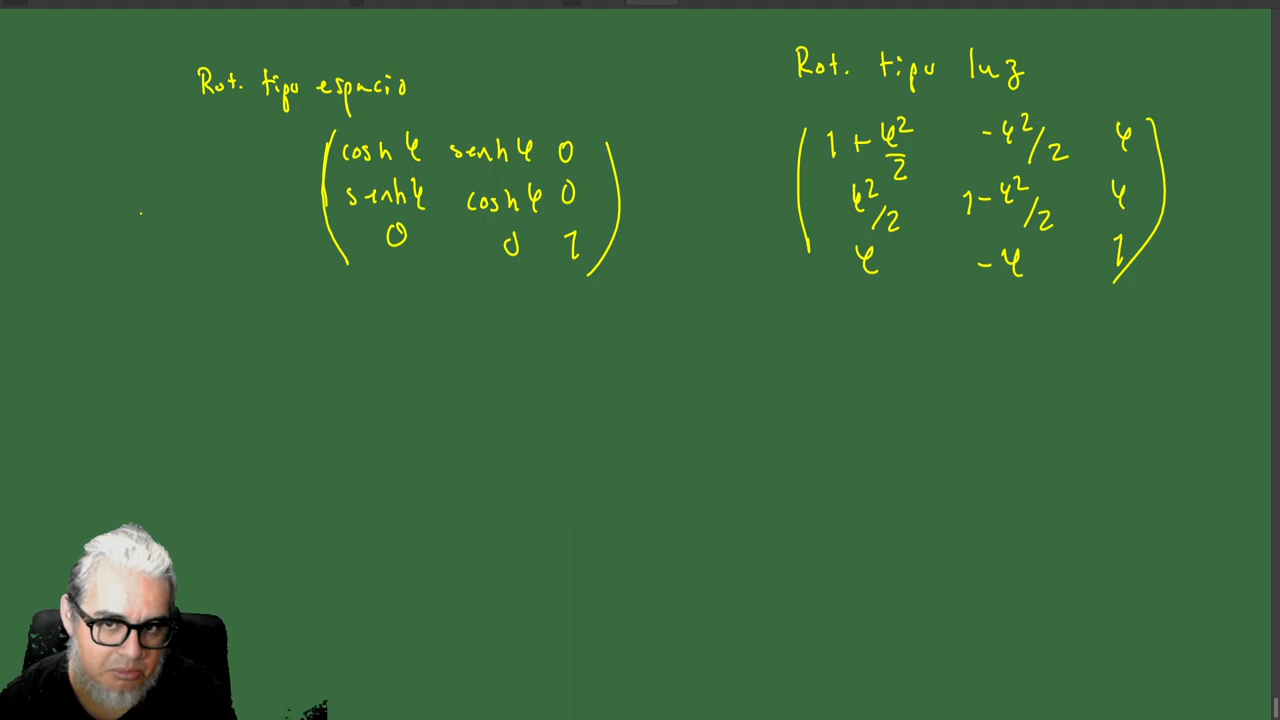 Rot. tipo espacio
cosh φ senh φ 0
senh φ cosh φ 0
0 0 1
Rot. tipo luz
1 + φ²/2 -φ²/2 φ
φ²/2 1-φ²/2 φ
φ -φ 1